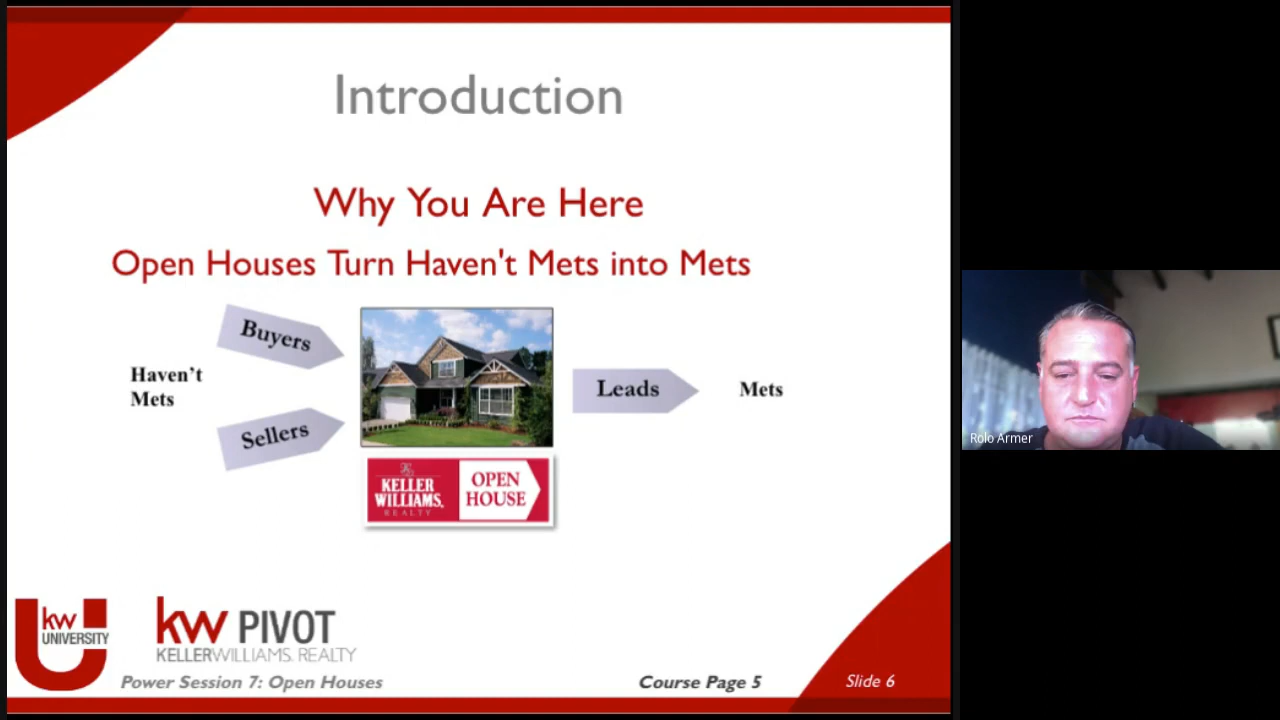 Introduction
Why You Are Here
Open Houses Turn Haven't Mets into Mets
Buyers
Haven't
Mets
Sellers
Leads
Mets
KELLER
WILLIAMS.
REALTY
OPEN
HOUSE
Rolo Armer
kw
UNIVERSITY
kw PIVOT
KELLERWILLIAMS. REALTY
Power Session 7: Open Houses
Course Page 5
Slide 6